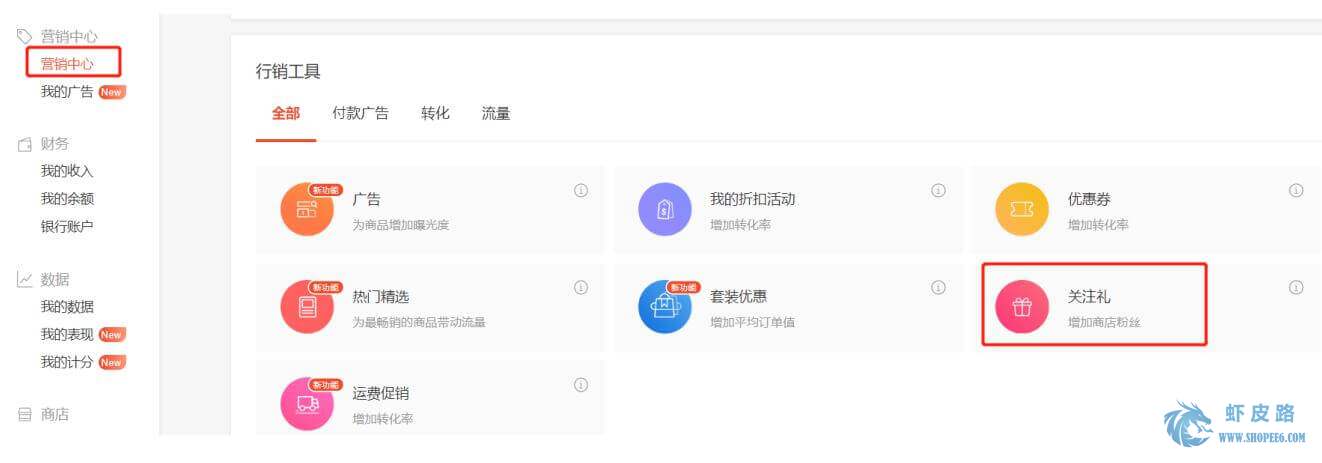 营销中心
营销中心
我的广告 New
财务
我的收入
我的余额
银行账户
数据
我的数据
我的表现 New
我的计分 New
商店
行销工具
全部 付款广告 转化 流量
新功能
广告
为商品增加曝光度
我的折扣活动
增加转化率
优惠券
增加转化率
新功能
热门精选
为最畅销的商品带动流量
新功能
套装优惠
增加平均订单值
关注礼
增加商店粉丝
新功能
运费促销
增加转化率
虾皮路
WWW.SHOPEE6.COM